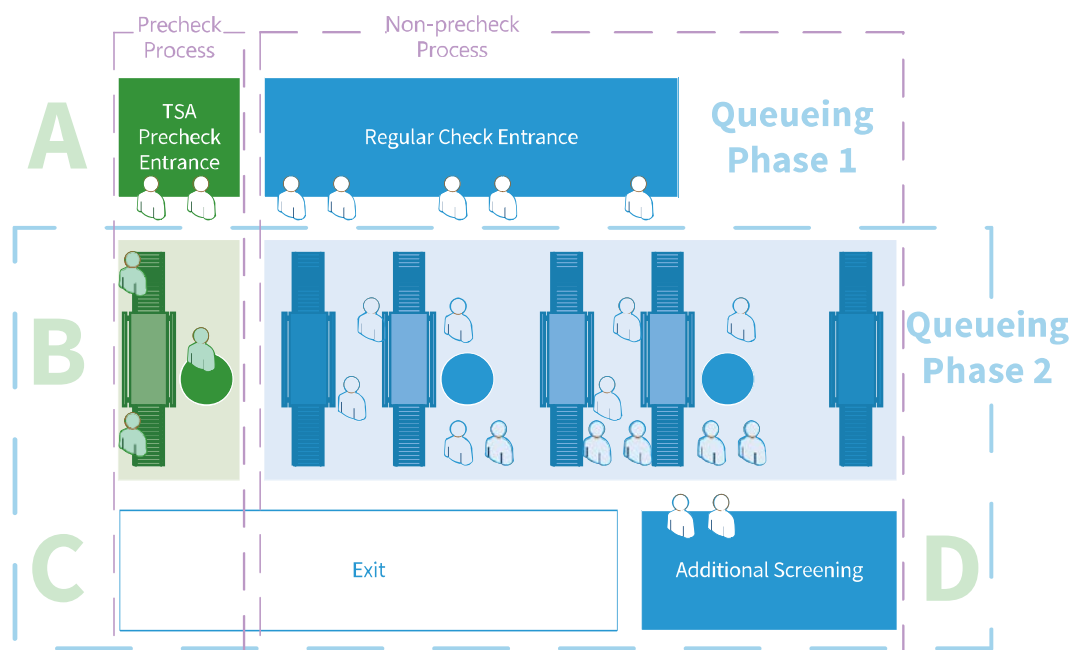 Precheck
Process
Non-precheck
Process
A
TSA
Precheck
Entrance
Regular Check Entrance
Queueing
Phase 1
B
Queueing
Phase 2
C
Exit
Additional Screening
D